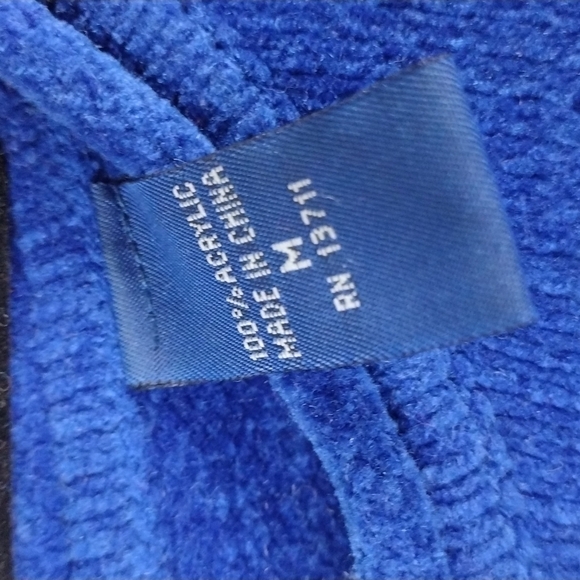 100% ACRYLIC
MADE IN CHINA
M
RN 13711